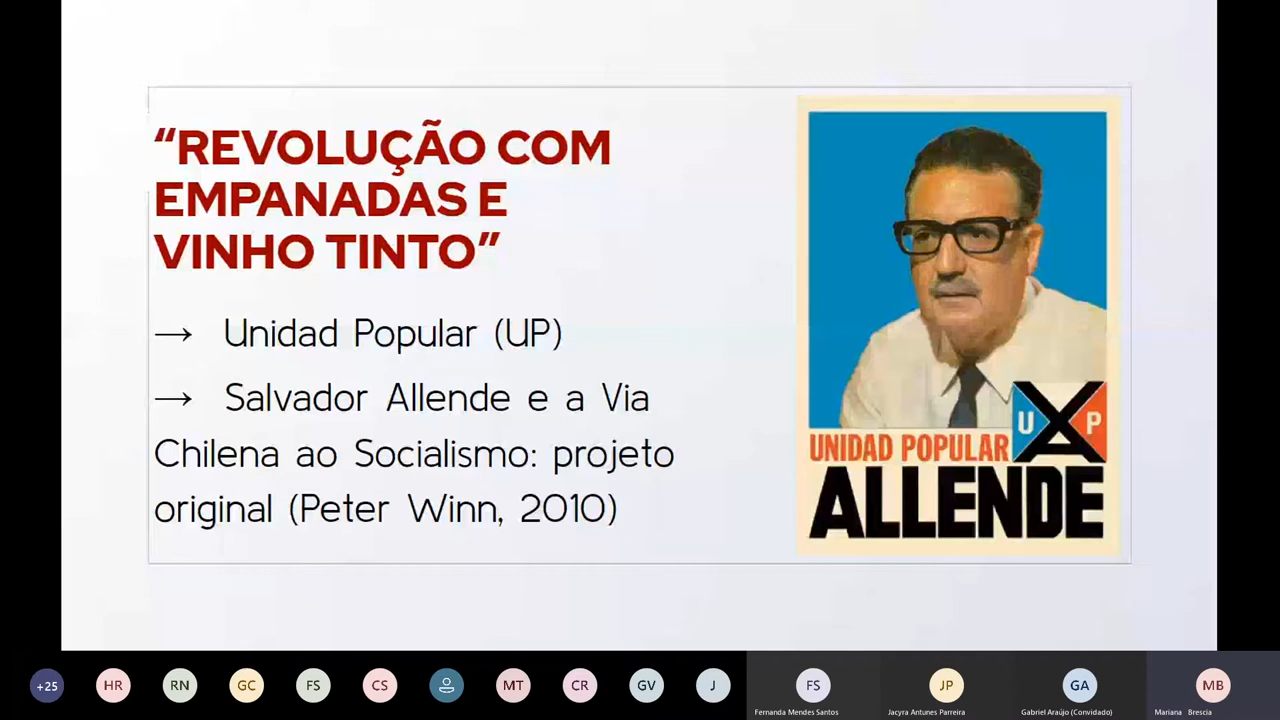 “REVOLUÇÃO COM
EMPANADAS E
VINHO TINTO”
→ Unidad Popular (UP)
→ Salvador Allende e a Via
Chilena ao Socialismo: projeto
original (Peter Winn, 2010)
U P
UNIDAD POPULAR
ALLENDE
+25 HR RN GC FS CS MT CR GV J FS JP GA MB
Fernanda Mendes Santos Jacyra Antunes Parreira Gabriel Araújo (Convidado) Mariana Brescia